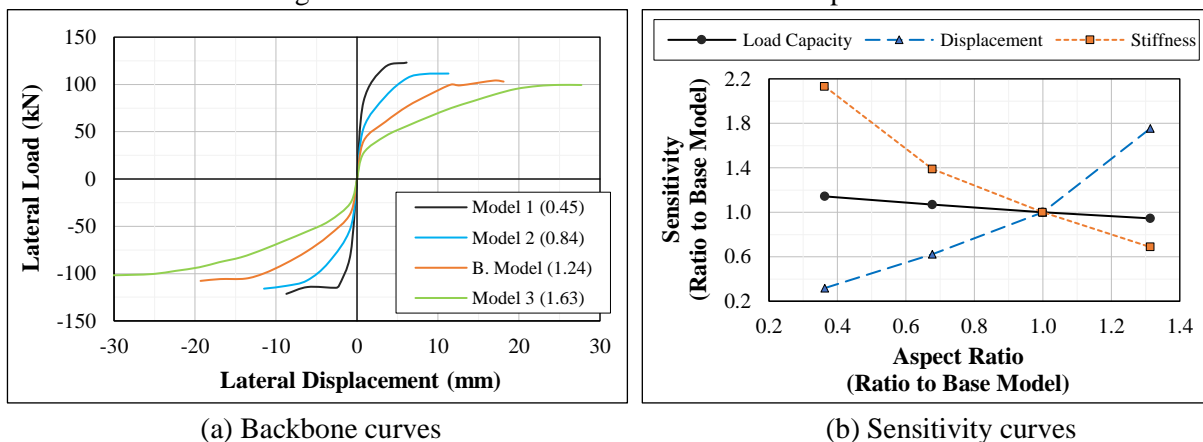 150
100
50
0
-50
-100
-150
-30 -20 -10 0 10 20 30
Lateral Load (kN)
Lateral Displacement (mm)
Model 1 (0.45)
Model 2 (0.84)
B. Model (1.24)
Model 3 (1.63)
(a) Backbone curves
Load Capacity Displacement Stiffness
2.2
1.8
1.4
1.0
0.6
0.2
0.2 0.4 0.6 0.8 1.0 1.2 1.4
Sensitivity
(Ratio to Base Model)
Aspect Ratio
(Ratio to Base Model)
(b) Sensitivity curves